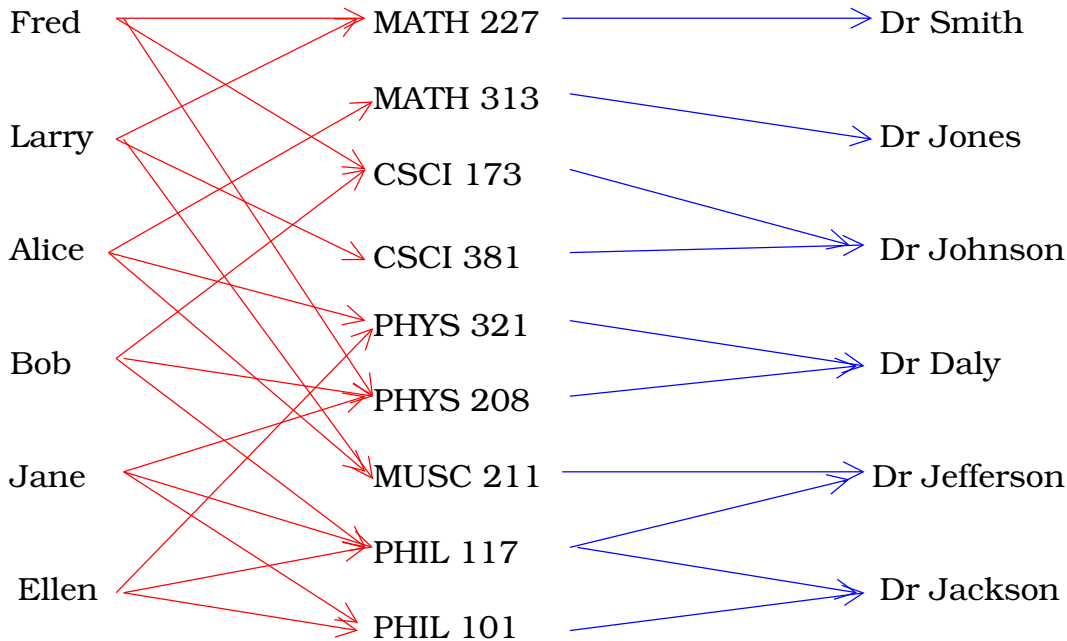 Fred
Larry
Alice
Bob
Jane
Ellen
MATH 227
MATH 313
CSCI 173
CSCI 381
PHYS 321
PHYS 208
MUSC 211
PHIL 117
PHIL 101
Dr Smith
Dr Jones
Dr Johnson
Dr Daly
Dr Jefferson
Dr Jackson